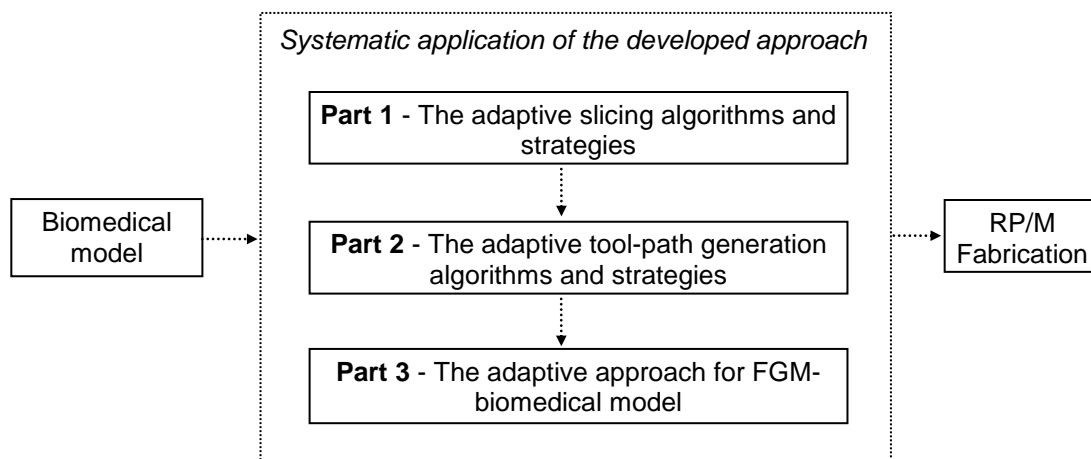 Systematic application of the developed approach
Part 1 - The adaptive slicing algorithms and
strategies
Biomedical
model
Part 2 - The adaptive tool-path generation
algorithms and strategies
RP/M
Fabrication
Part 3 - The adaptive approach for FGM-
biomedical model